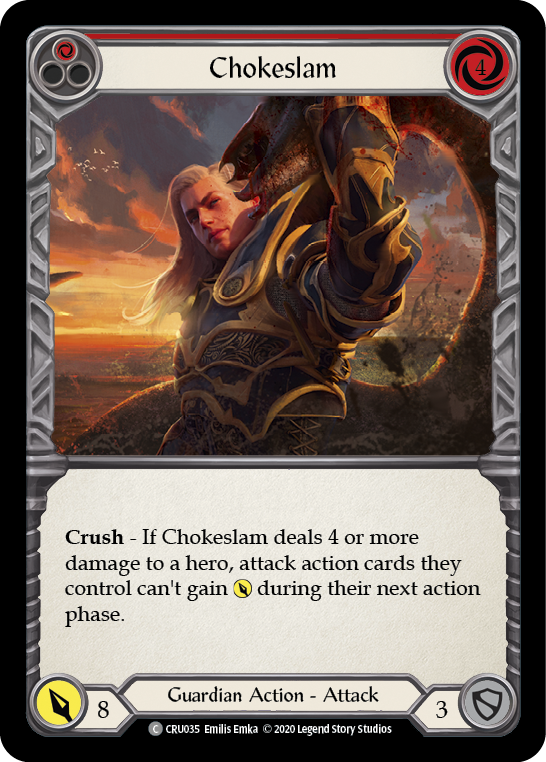 4
Chokeslam
Crush - If Chokeslam deals 4 or more
damage to a hero, attack action cards they
control can't gain during their next action
phase.
8
Guardian Action - Attack
3
C CRU035 Emilis Emka © 2020 Legend Story Studios